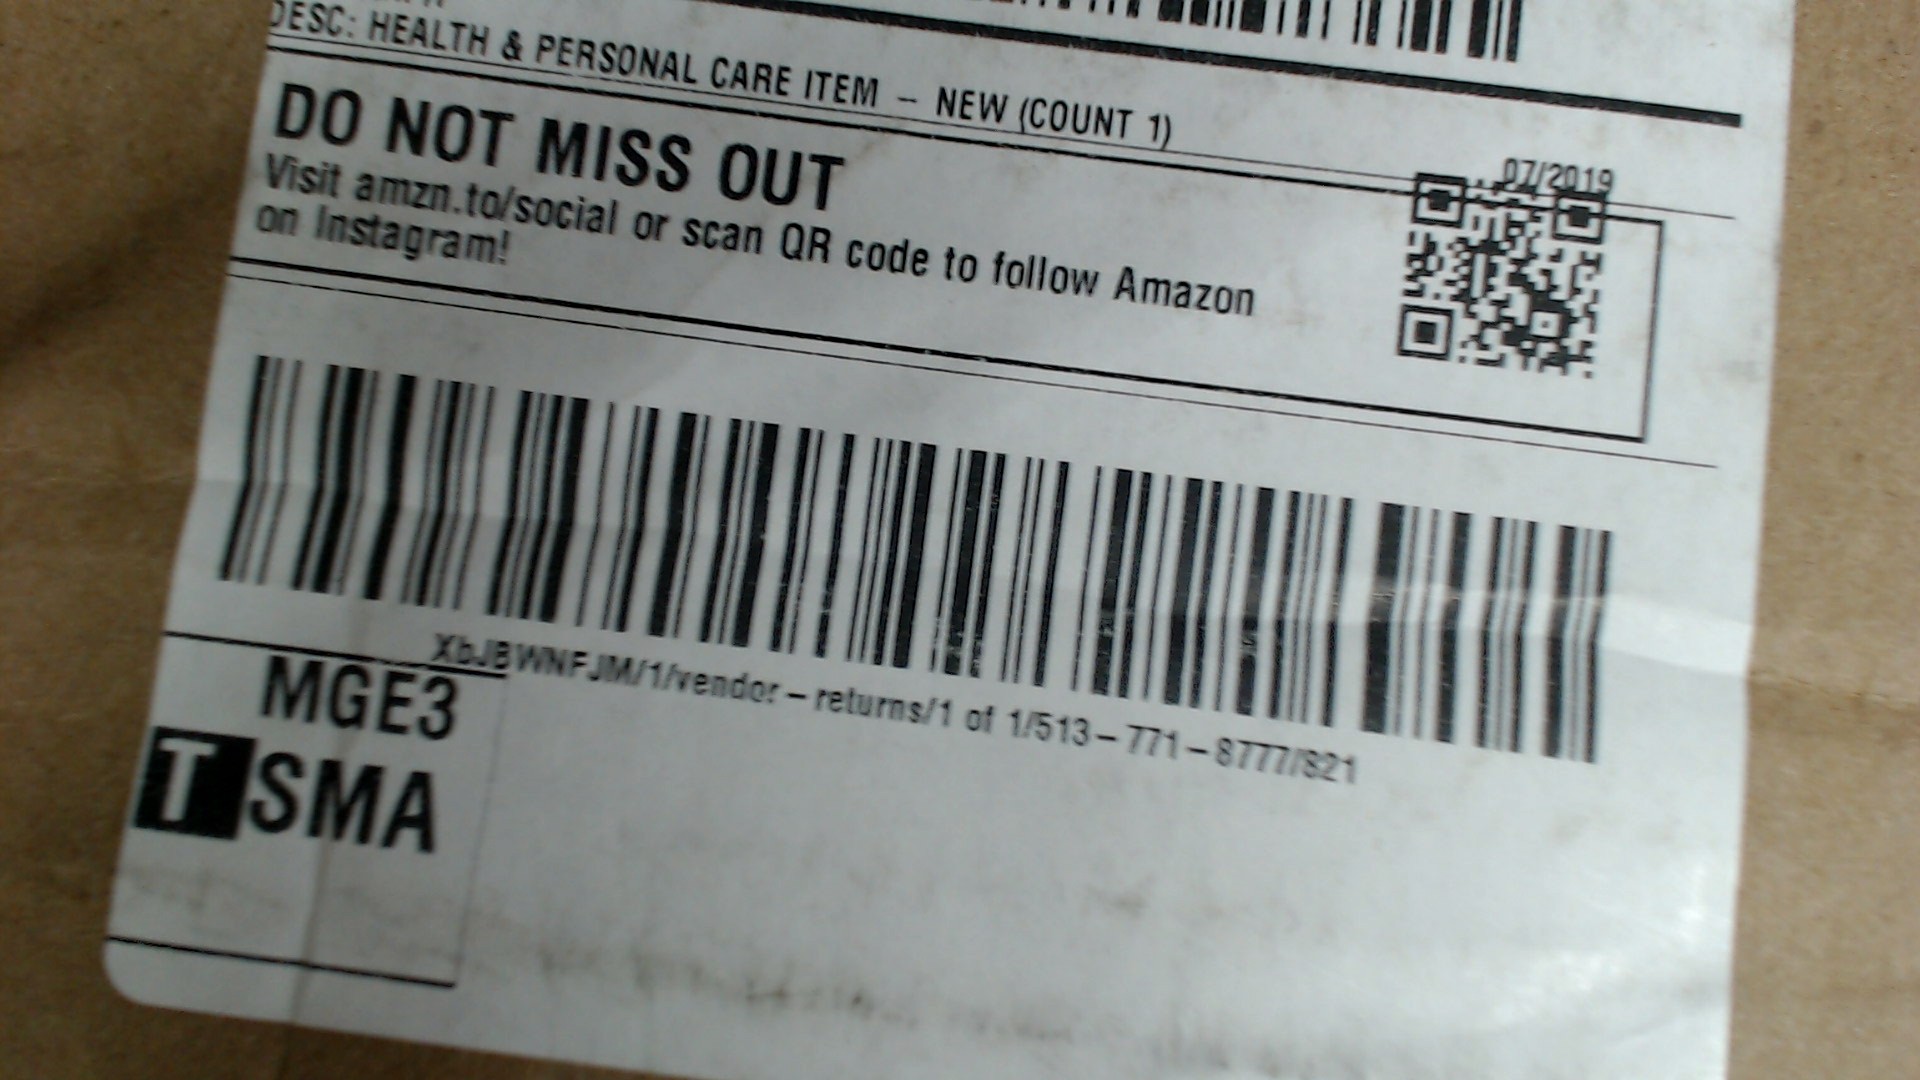 DESC: HEALTH & PERSONAL CARE ITEM – NEW (COUNT 1)
07/2019
DO NOT MISS OUT
Visit amzn.to/social or scan QR code to follow Amazon
on Instagram!
XbJBWNFJM/1/vendor – returns/1 of 1/513–771–8777/821
MGE3
T SMA